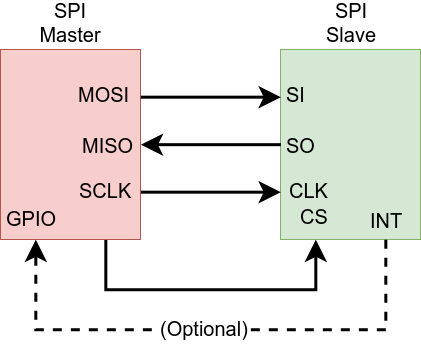 SPI
Master
SPI
Slave
MOSI
SI
MISO
SO
SCLK
CLK
GPIO
CS
INT
(Optional)